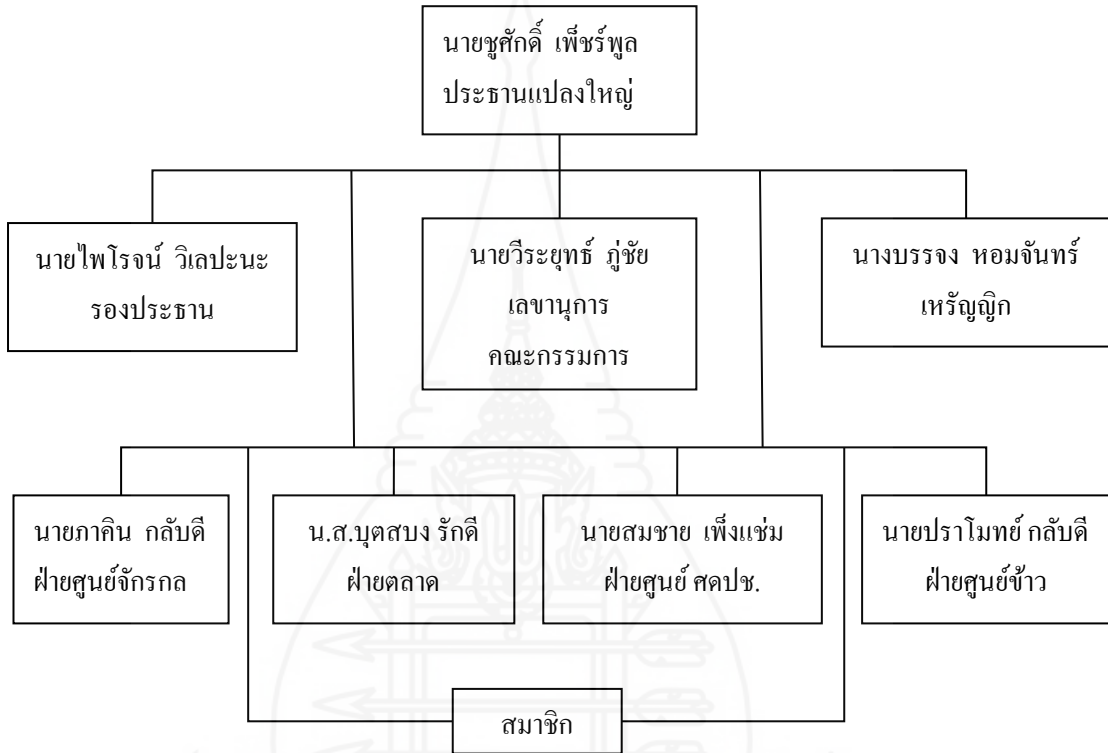 นายชูศักดิ์ เพ็ชร์พูล
ประธานแปลงใหญ่
นายไพโรจน์ วิเลปะนะ
รองประธาน
นายวีระยุทธ์ ภู่ชัย
เลขานุการ
คณะกรรมการ
นางบรรจง หอมจันทร์
เหรัญญิก
นายภาคิน กลับดี
ฝ่ายศูนย์จักรกล
น.ส.บุตสบง รักดี
ฝ่ายตลาด
นายสมชาย เพ็งแช่ม
ฝ่ายศูนย์ ศดปช.
นายปราโมทย์ กลับดี
ฝ่ายศูนย์ข้าว
สมาชิก